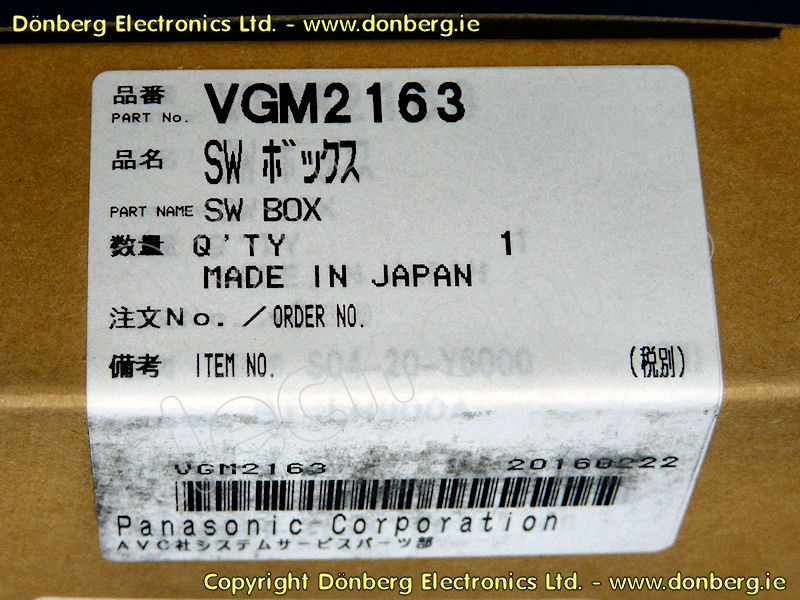 Dönberg Electronics Ltd. - www.donberg.ie
品番 VGM2163
PART No.
品名 SW ボックス
PART NAME SW BOX
数量 Q'TY 1
MADE IN JAPAN
注文No. / ORDER NO.
備考 ITEM NO. (税別)
VGM2163 20160222
Panasonic Corporation
AVC社システムサービスパーツ部
Copyright Dönberg Electronics Ltd. - www.donberg.ie